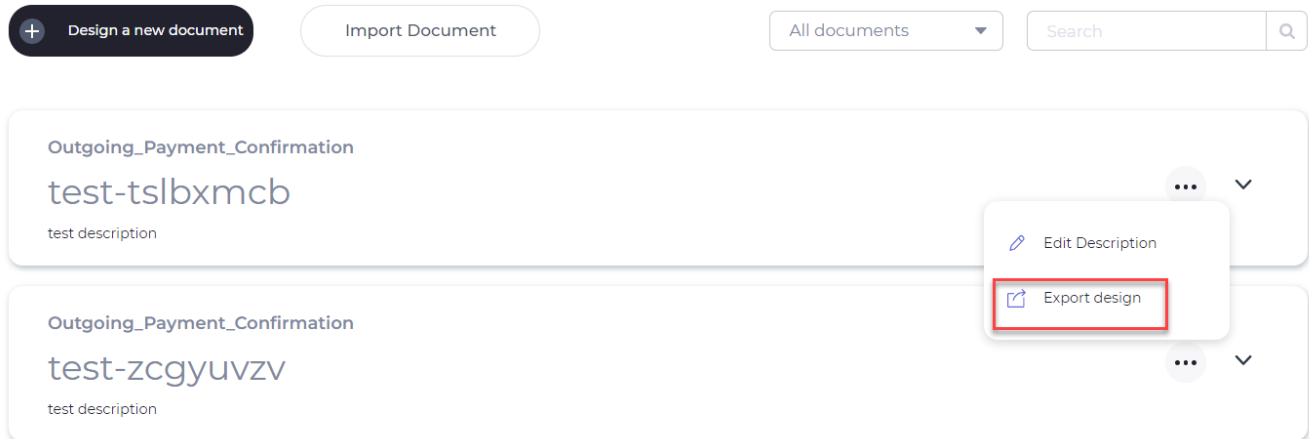 Design a new document
Import Document
All documents
Search
Outgoing_Payment_Confirmation
test-tslbxmcb
test description
Edit Description
Export design
Outgoing_Payment_Confirmation
test-zcgyuvzv
test description